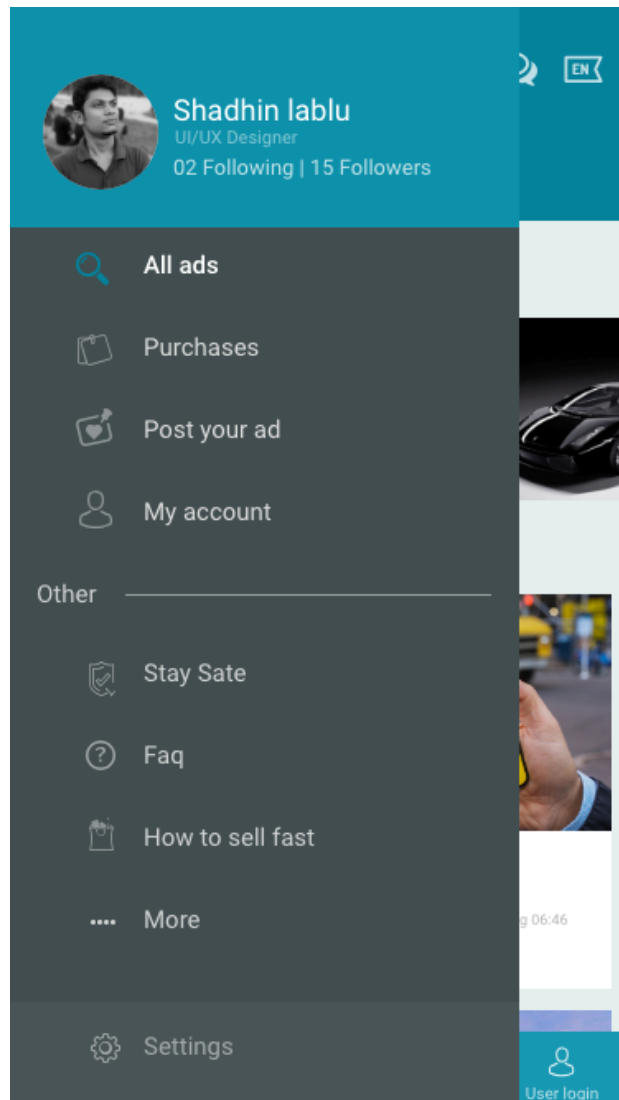 EN
Shadhin lablu
UI/UX Designer
02 Following | 15 Followers
All ads
Purchases
Post your ad
My account
Other
Stay Sate
Faq
How to sell fast
More
06:46
Settings
User login